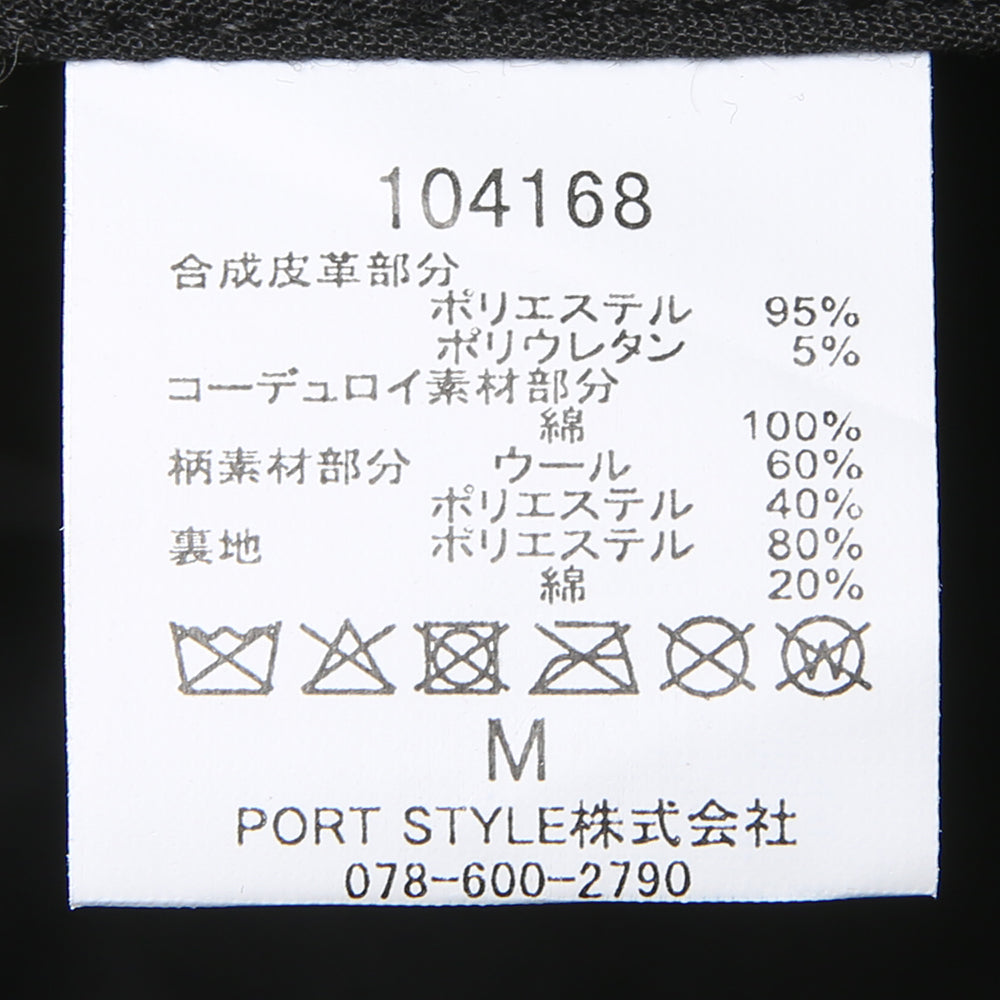 104168
合成皮革部分
ポリエステル 95%
ポリウレタン 5%
コーデュロイ素材部分
綿 100%
柄素材部分 ウール 60%
ポリエステル 40%
裏地 ポリエステル 80%
綿 20%
W
M
PORT STYLE株式会社
078-600-2790